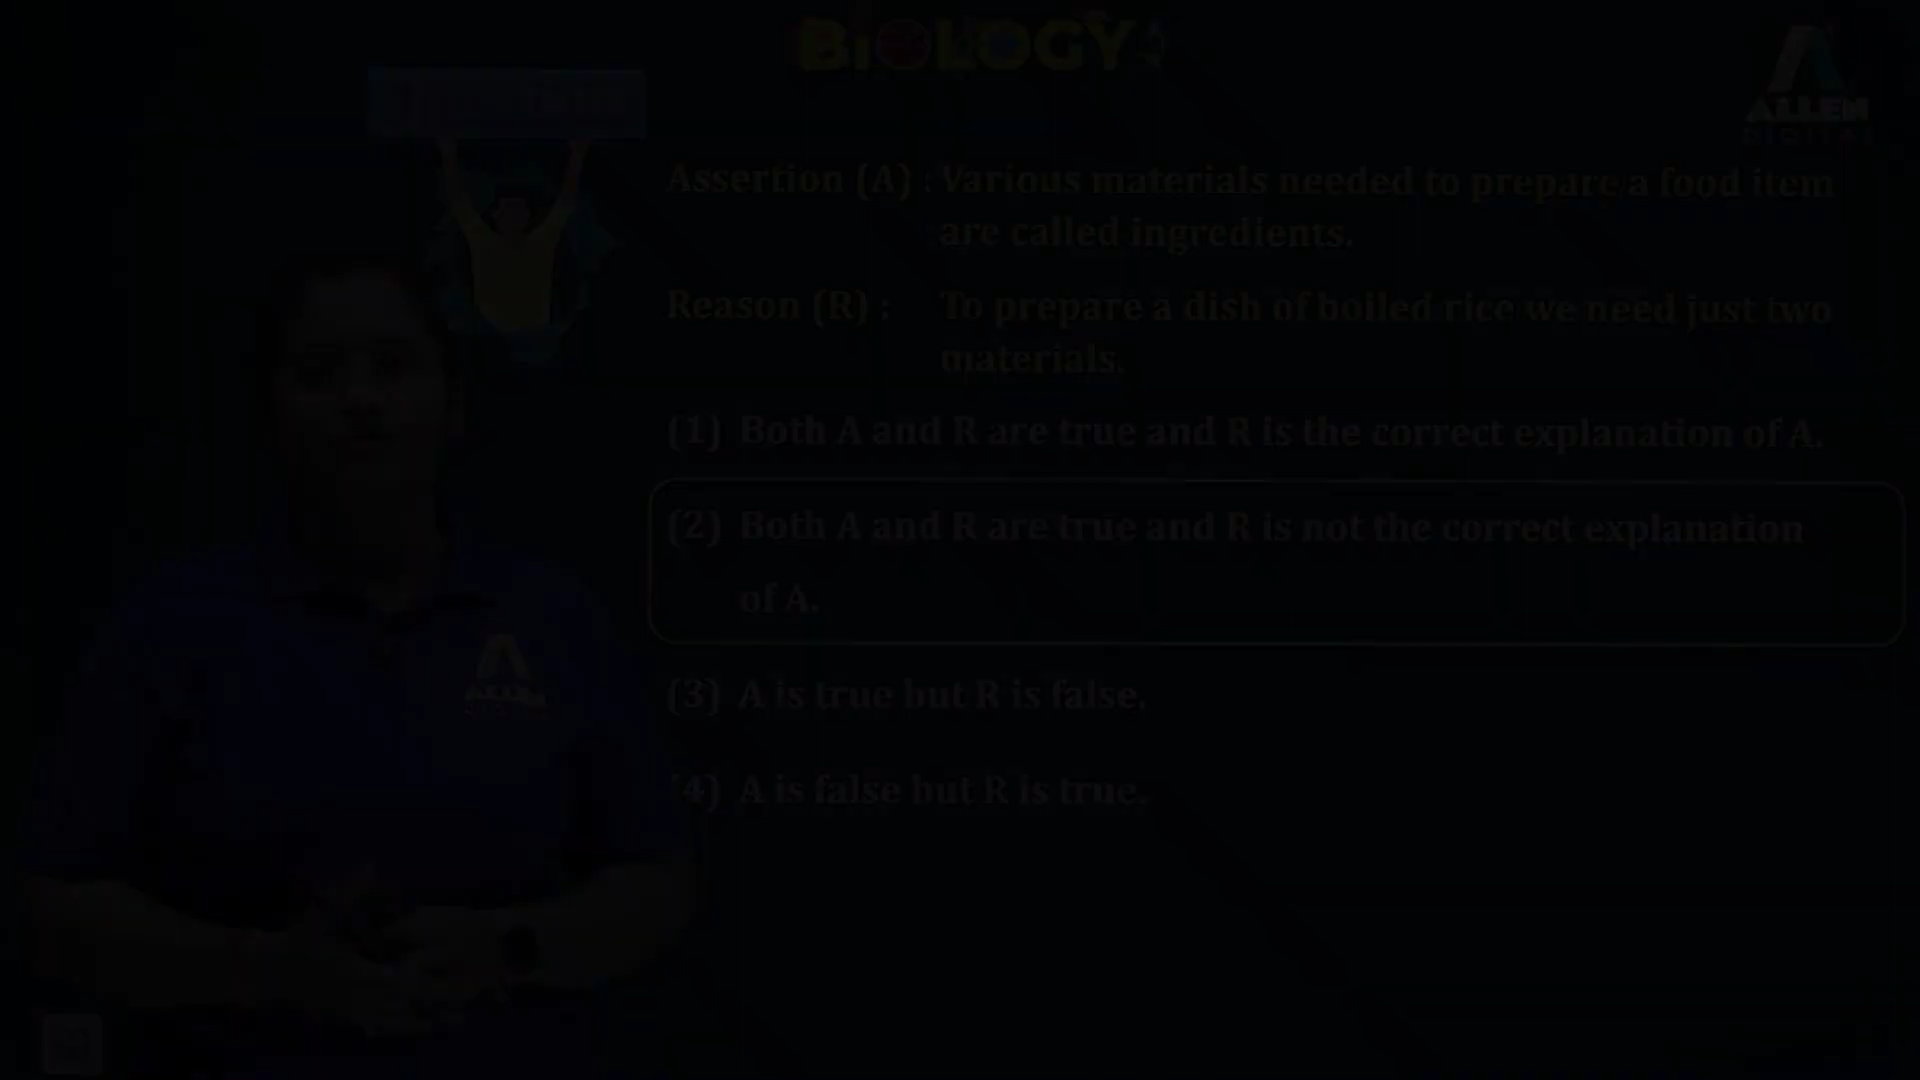 BiOLOGY
ALLEN
DIGITAL
Assertion (A) : Various materials needed to prepare a food item
are called ingredients.
Reason (R) : To prepare a dish of boiled rice we need just two
materials.
(1) Both A and R are true and R is the correct explanation of A.
(2) Both A and R are true and R is not the correct explanation
of A.
ALLEN
(3) A is true but R is false.
(4) A is false but R is true.